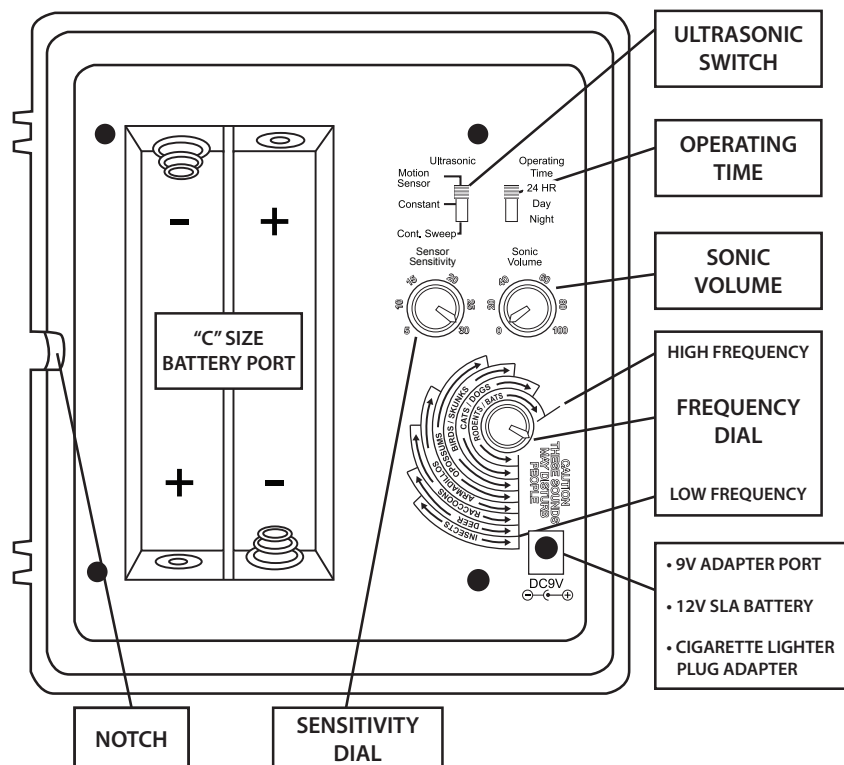 ULTRASONIC
SWITCH
OPERATING
TIME
SONIC
VOLUME
HIGH FREQUENCY
FREQUENCY
DIAL
LOW FREQUENCY
• 9V ADAPTER PORT
• 12V SLA BATTERY
• CIGARETTE LIGHTER
PLUG ADAPTER
Ultrasonic
Motion
Sensor
Constant
Cont. Sweep
Operating
Time
24 HR
Day
Night
Sensor
Sensitivity
5
10
15
20
25
30
Sonic
Volume
0
20
40
60
80
100
- +
"C" SIZE
BATTERY PORT
+ -
RODENTS / BATS
CATS / DOGS
BIRDS / SKUNKS
OPOSSUMS
ARMADILLOS
RACCOONS
DEER
INSECTS
CAUTION
THESE SOUNDS
MAY DISTURB
PEOPLE
DC9V
- +
NOTCH
SENSITIVITY
DIAL